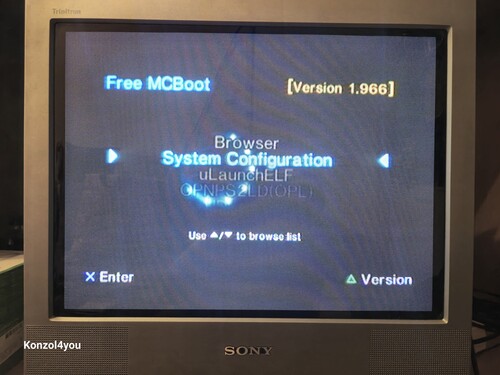 Trinitron
Free MCBoot
[Version 1.966]
Browser
System Configuration
uLaunchELF
OPNPS2LD(OPL)
Use ▲/▼ to browse list
X Enter
△ Version
Konzol4you
SONY